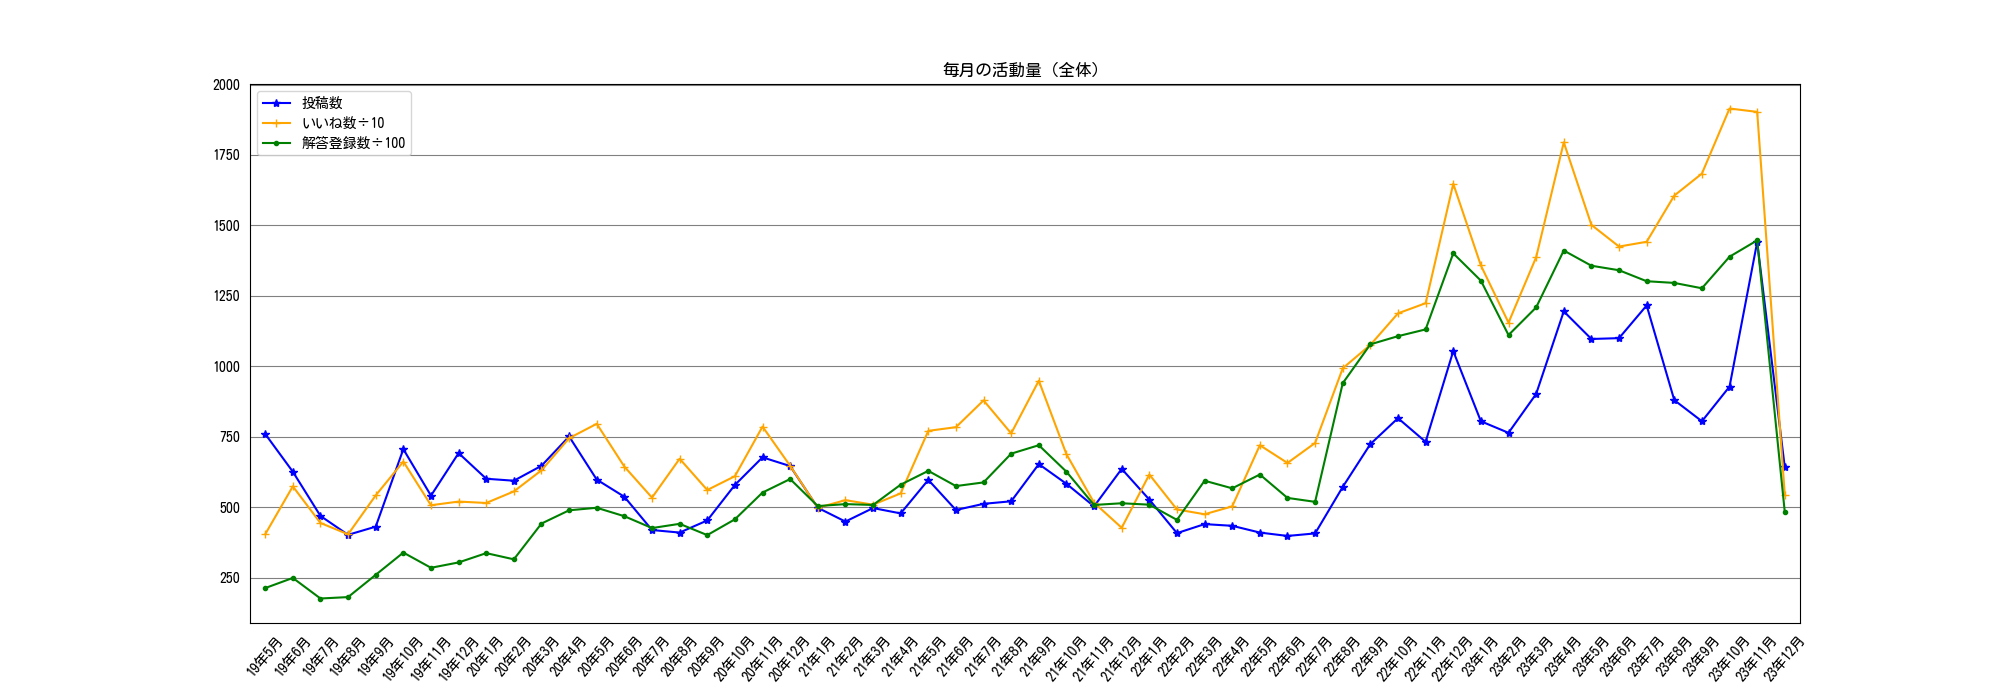 毎月の活動量（全体）
2000
1750
1500
1250
1000
750
500
250
投稿数
いいね数÷10
解答登録数÷100
19年5月
19年6月
19年7月
19年8月
19年9月
19年10月
19年11月
19年12月
20年1月
20年2月
20年3月
20年4月
20年5月
20年6月
20年7月
20年8月
20年9月
20年10月
20年11月
20年12月
21年1月
21年2月
21年3月
21年4月
21年5月
21年6月
21年7月
21年8月
21年9月
21年10月
21年11月
21年12月
22年1月
22年2月
22年3月
22年4月
22年5月
22年6月
22年7月
22年8月
22年9月
22年10月
22年11月
22年12月
23年1月
23年2月
23年3月
23年4月
23年5月
23年6月
23年7月
23年8月
23年9月
23年10月
23年11月
23年12月